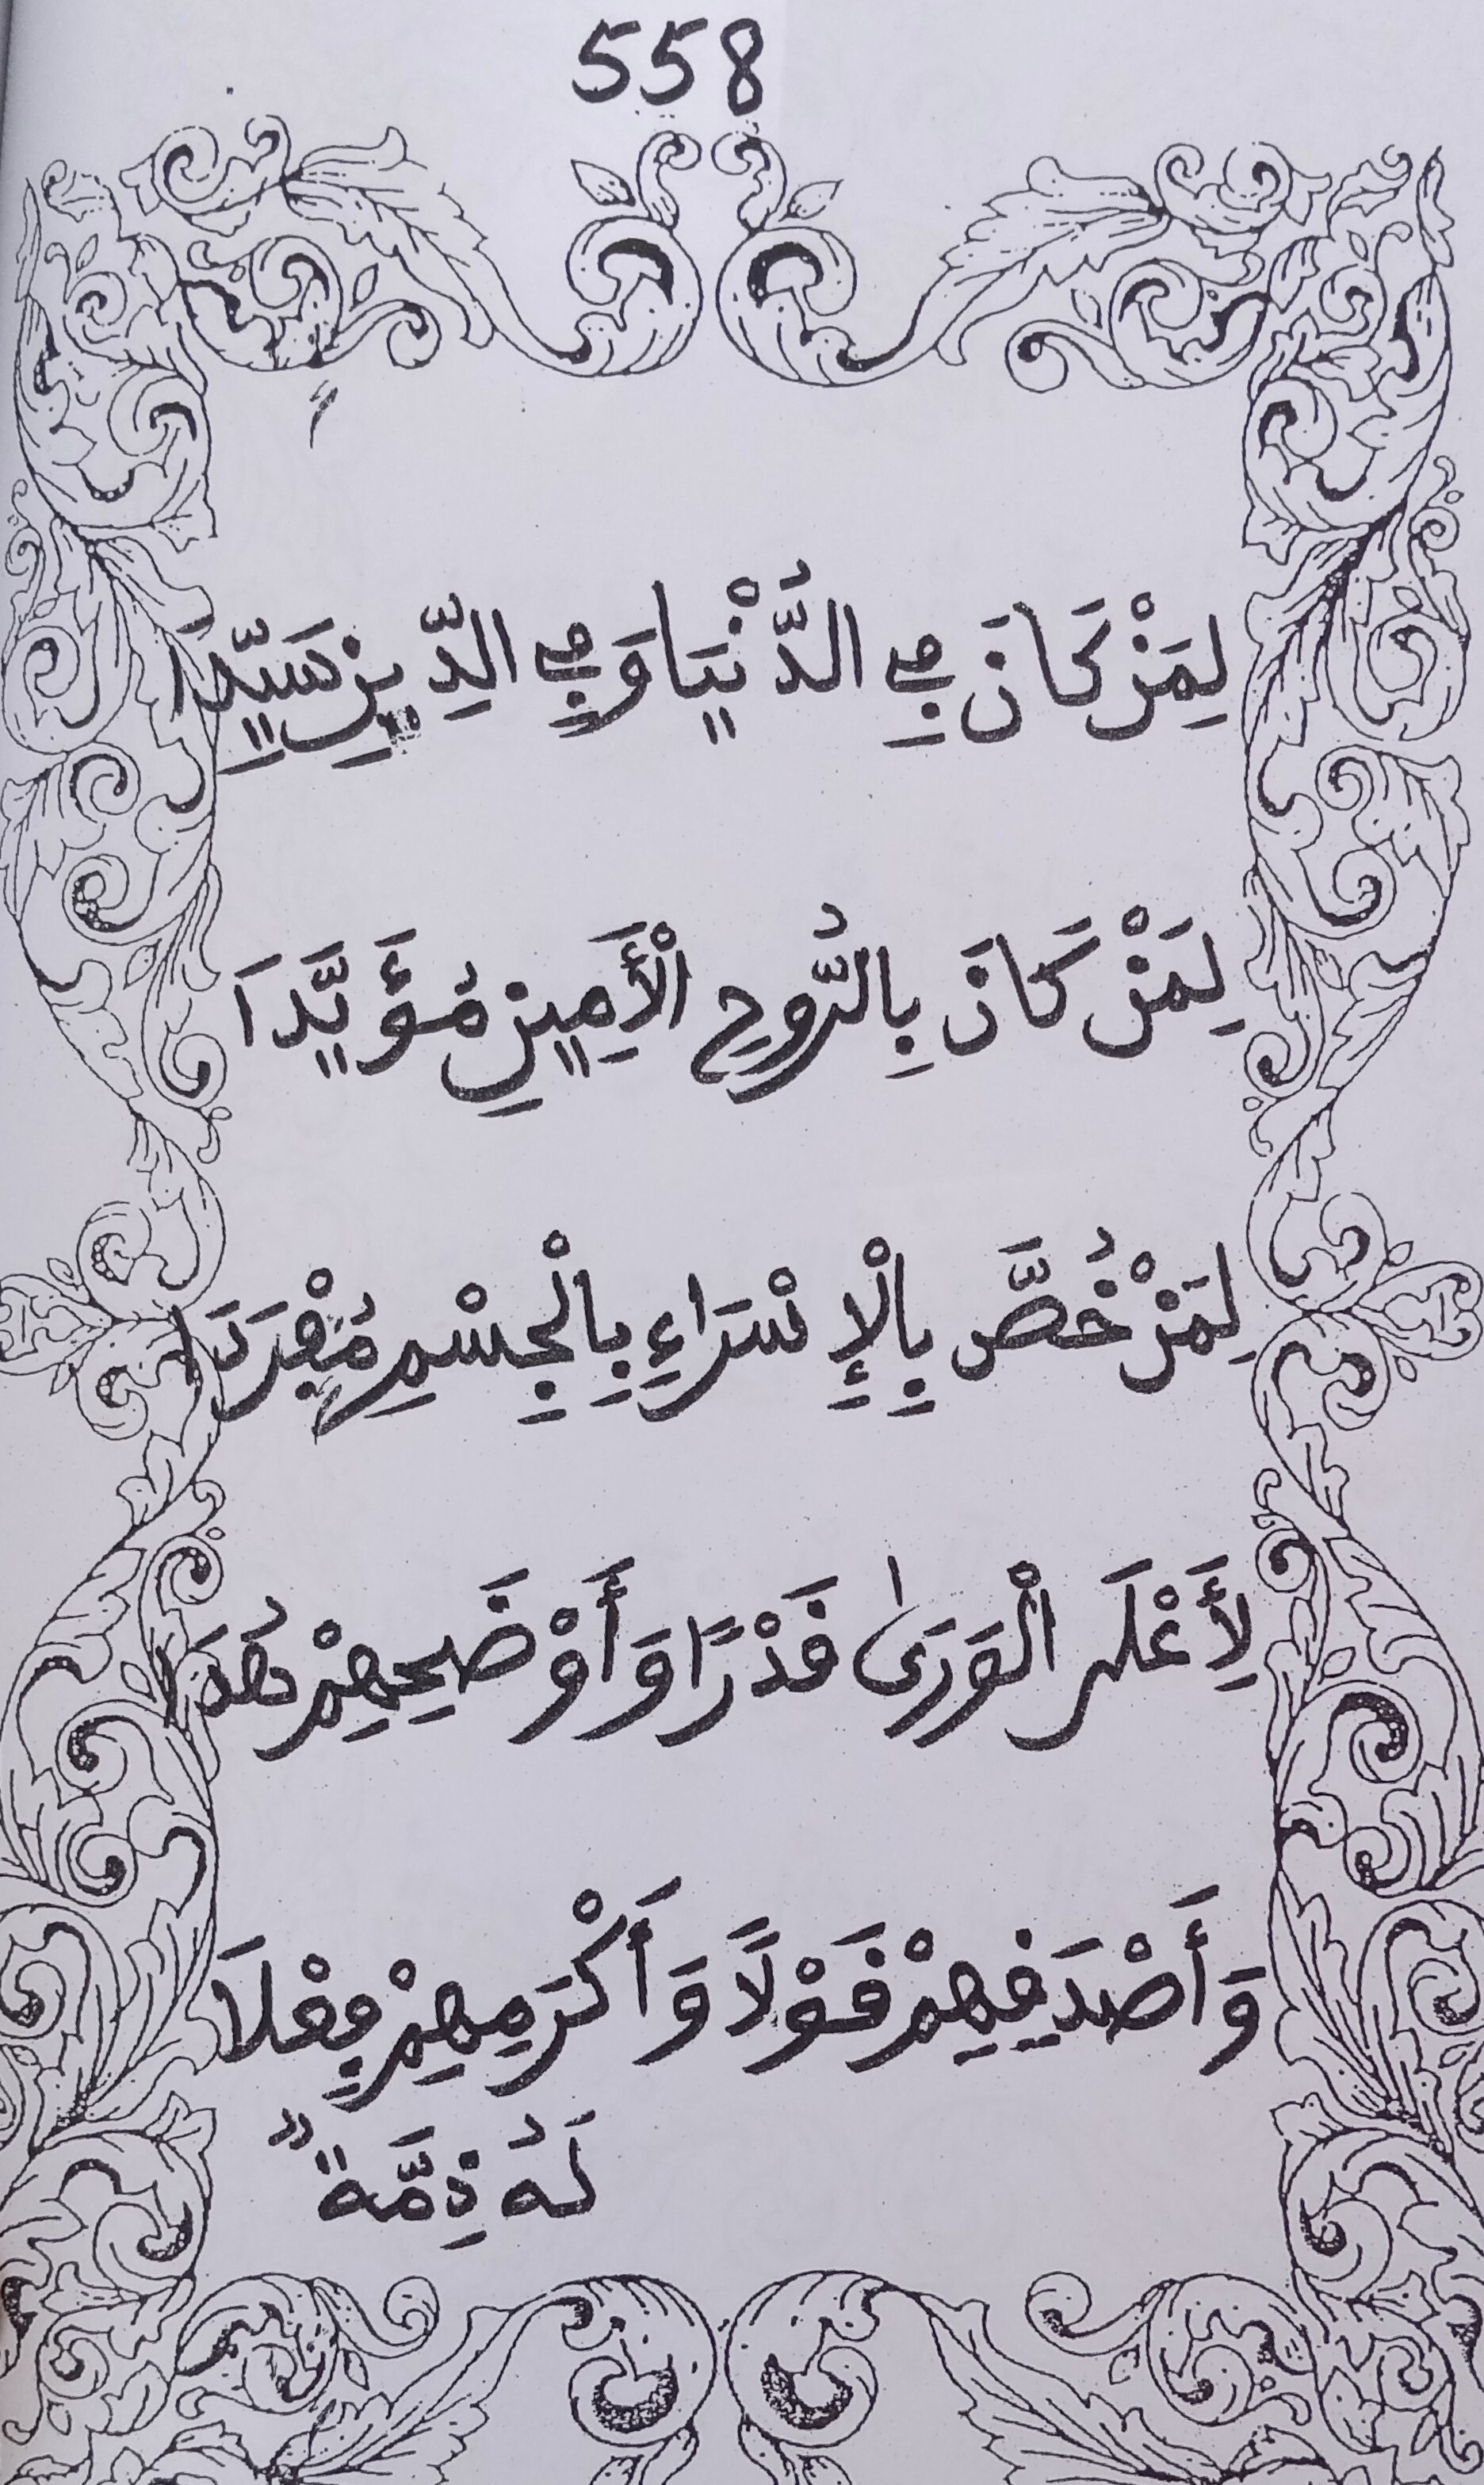 558
لِمَنْ كَانَ فِي الدُّنْيَا وَفِي الدِّينِ سَيِّدَا
لِمَنْ كَانَ بِالرُّوحِ الْأَمِينِ مُؤَيَّدَا
لِمَنْ خُصَّ بِالْإِسْرَاءِ بِالْجِسْمِ مُفْرَدَا
لِأَعْلَى الْوَرَىٰ قَدْرًا وَأَوْضَحِهِمْ هُدَا
وَأَصْدَقِهِمْ قَوْلًا وَأَكْرَمِهِمْ فِعْلَا
لَهُ ذِمَّةٌ